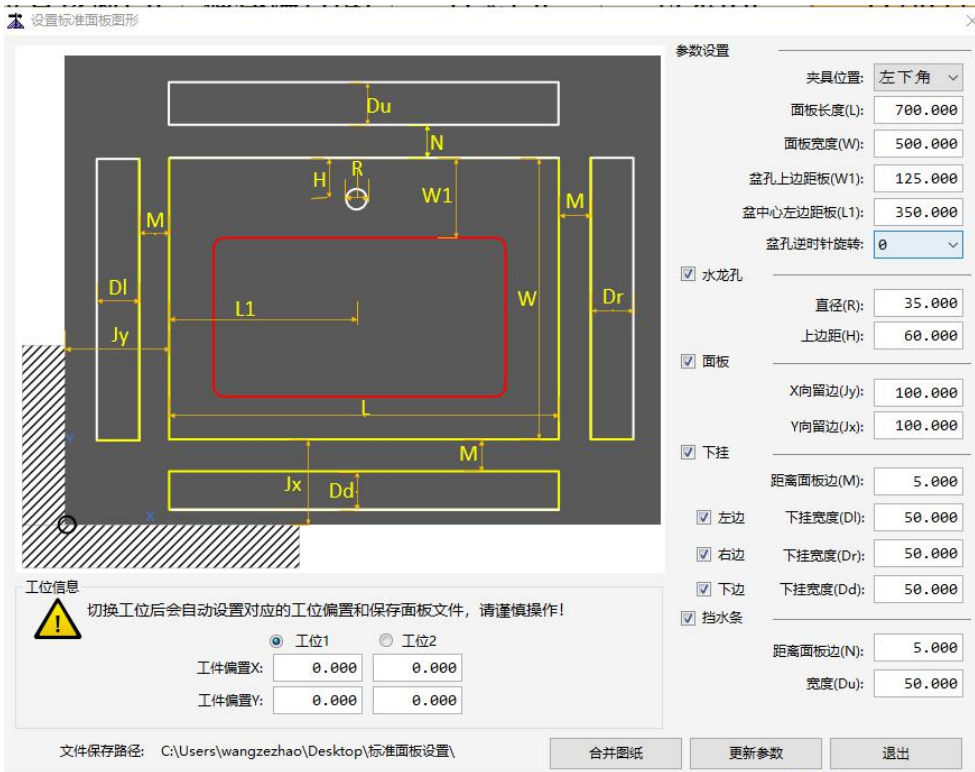 设置标准面板图形
Du
N
H
R
W1
M
M
Dl
L1
W
Dr
Jy
L
Y
M
Jx
Dd
X
参数设置
夹具位置: 左下角
面板长度(L): 700.000
面板宽度(W): 500.000
盆孔上边距板(W1): 125.000
盆中心左边距板(L1): 350.000
盆孔逆时针旋转: 0
水龙孔
直径(R): 35.000
上边距(H): 60.000
面板
X向留边(Jy): 100.000
Y向留边(Jx): 100.000
下挂
距离面板边(M): 5.000
左边 下挂宽度(Dl): 50.000
右边 下挂宽度(Dr): 50.000
下边 下挂宽度(Dd): 50.000
挡水条
距离面板边(N): 5.000
宽度(Du): 50.000
工位信息
切换工位后会自动设置对应的工位偏置和保存面板文件，请谨慎操作!
工位1 工位2
工件偏置X: 0.000 0.000
工件偏置Y: 0.000 0.000
文件保存路径: C:\Users\wangzezhao\Desktop\标准面板设置\
合并图纸 更新参数 退出